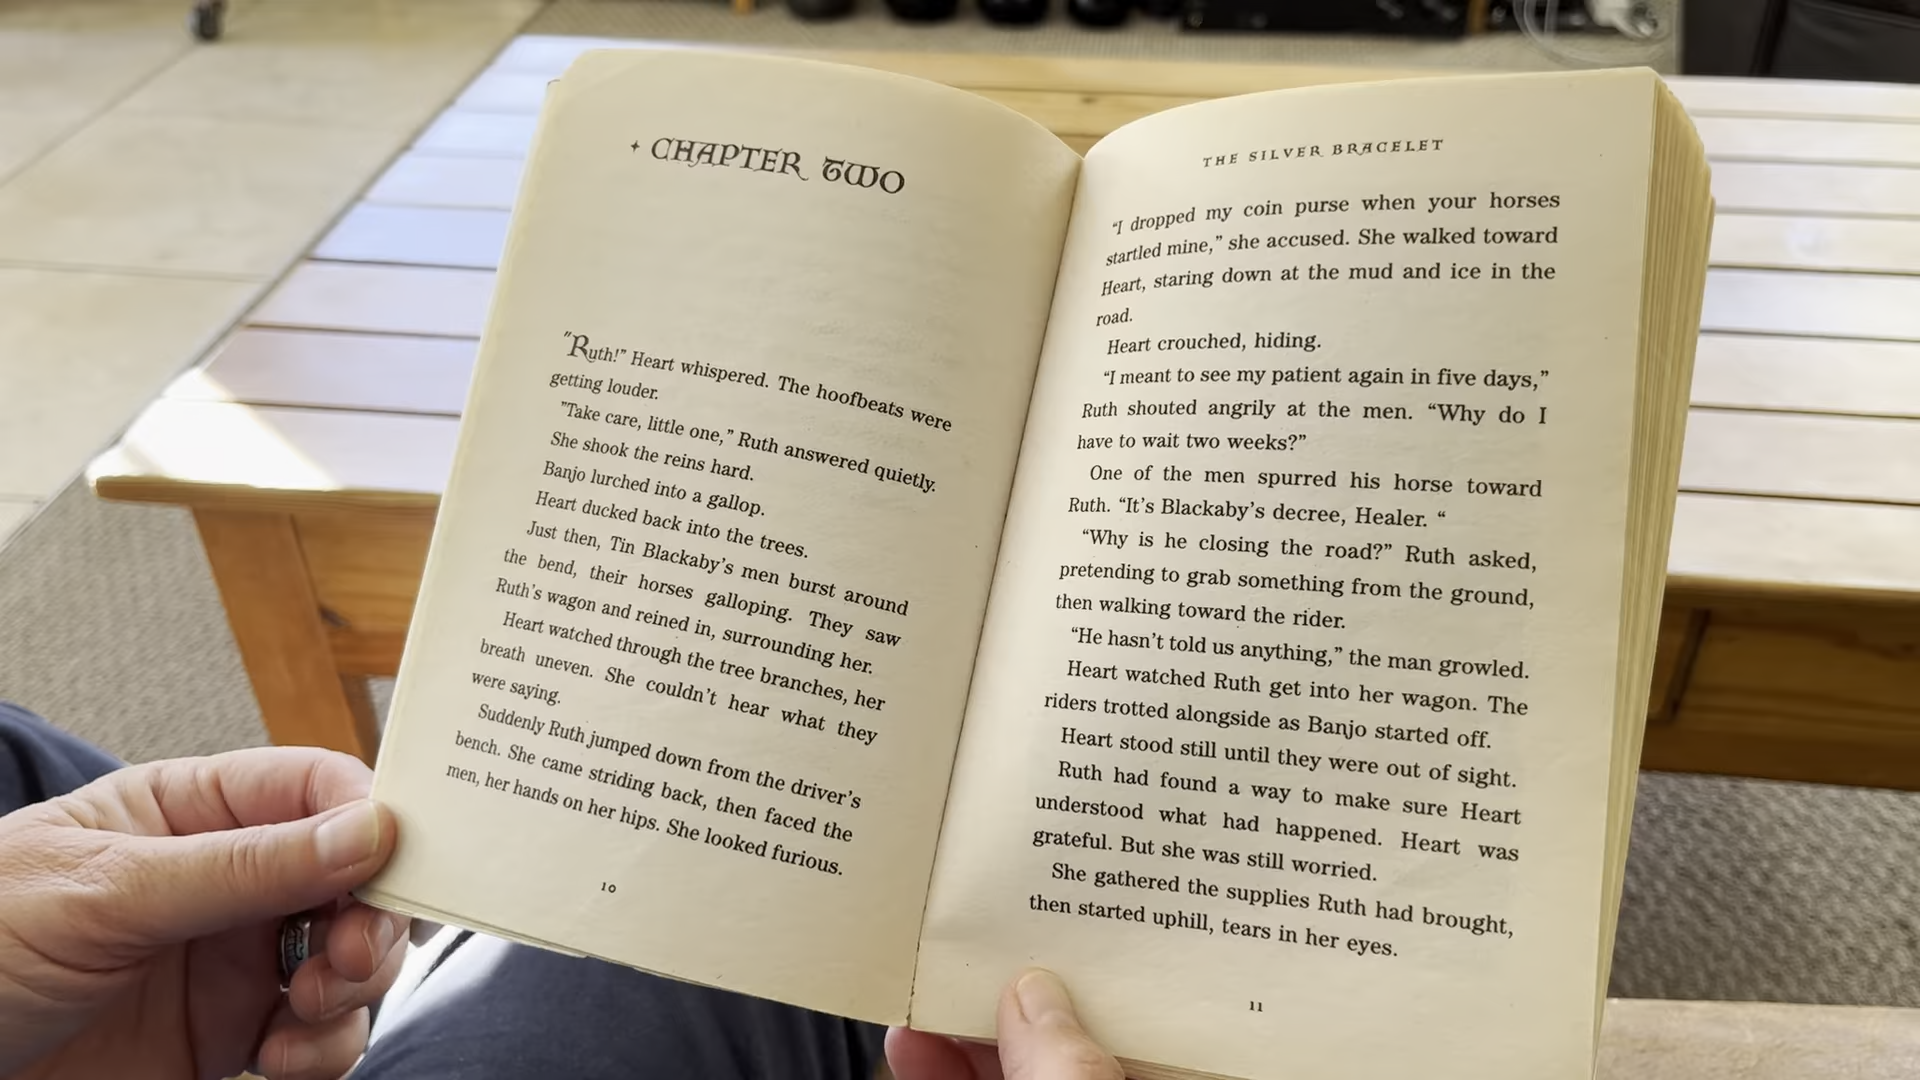 CHAPTER TWO
"Ruth!” Heart whispered. The hoofbeats were
getting louder.
"Take care, little one,” Ruth answered quietly.
She shook the reins hard.
Banjo lurched into a gallop.
Heart ducked back into the trees.
Just then, Tin Blackaby’s men burst around
the bend, their horses galloping. They saw
Ruth’s wagon and reined in, surrounding her.
Heart watched through the tree branches, her
breath uneven. She couldn’t hear what they
were saying.
Suddenly Ruth jumped down from the driver’s
bench. She came striding back, then faced the
men, her hands on her hips. She looked furious.
10
THE SILVER BRACELET
“I dropped my coin purse when your horses
startled mine,” she accused. She walked toward
Heart, staring down at the mud and ice in the
road.
Heart crouched, hiding.
“I meant to see my patient again in five days,”
Ruth shouted angrily at the men. “Why do I
have to wait two weeks?”
One of the men spurred his horse toward
Ruth. “It’s Blackaby’s decree, Healer. “
“Why is he closing the road?” Ruth asked,
pretending to grab something from the ground,
then walking toward the rider.
“He hasn’t told us anything,” the man growled.
Heart watched Ruth get into her wagon. The
riders trotted alongside as Banjo started off.
Heart stood still until they were out of sight.
Ruth had found a way to make sure Heart
understood what had happened. Heart was
grateful. But she was still worried.
She gathered the supplies Ruth had brought,
then started uphill, tears in her eyes.
11